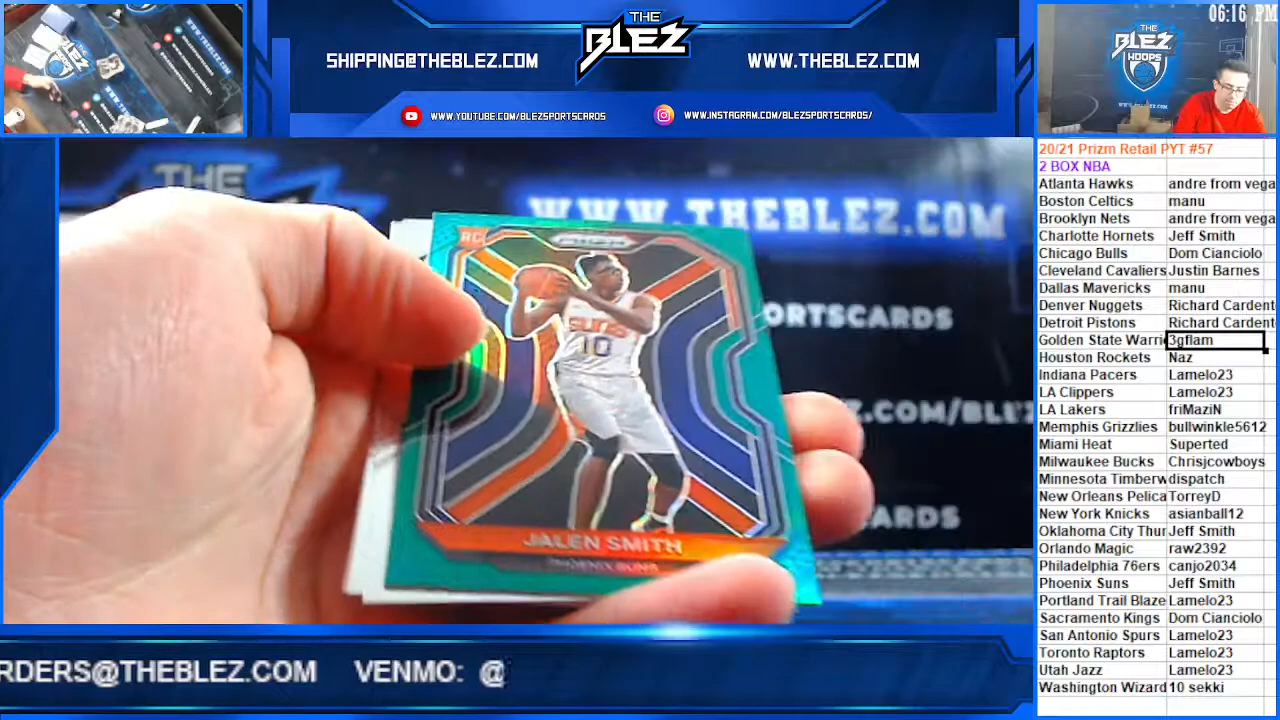 THE BLEZ
SHIPPING@THEBLEZ.COM
WWW.THEBLEZ.COM
WWW.YOUTUBE.COM/BLEZSPORTSCARDS
WWW.INSTAGRAM.COM/BLEZSPORTSCARDS/
06:16 PM
THE BLEZ HOOPS
THE
WWW.THEBLEZ.COM
PORTSCARDS
Z.COM/BLEZ
CARDS
RC
PRIZM
SUNS
10
JALEN SMITH
PHOENIX SUNS
20/21 Prizm Retail PYT #57
2 BOX NBA
Atlanta Hawks andre from vega
Boston Celtics manu
Brooklyn Nets andre from vega
Charlotte Hornets Jeff Smith
Chicago Bulls Dom Cianciolo
Cleveland Cavaliers Justin Barnes
Dallas Mavericks manu
Denver Nuggets Richard Cardent
Detroit Pistons Richard Cardent
Golden State Warri 3gflam
Houston Rockets Naz
Indiana Pacers Lamelo23
LA Clippers Lamelo23
LA Lakers friMaziN
Memphis Grizzlies bullwinkle5612
Miami Heat Superted
Milwaukee Bucks Chrisjcowboys
Minnesota Timberw dispatch
New Orleans Pelica TorreyD
New York Knicks asianball12
Oklahoma City Thun Jeff Smith
Orlando Magic raw2392
Philadelphia 76ers canjo2034
Phoenix Suns Jeff Smith
Portland Trail Blaze Lamelo23
Sacramento Kings Dom Cianciolo
San Antonio Spurs Lamelo23
Toronto Raptors Lamelo23
Utah Jazz Lamelo23
Washington Wizard 10 sekki
RDERS@THEBLEZ.COM VENMO: @